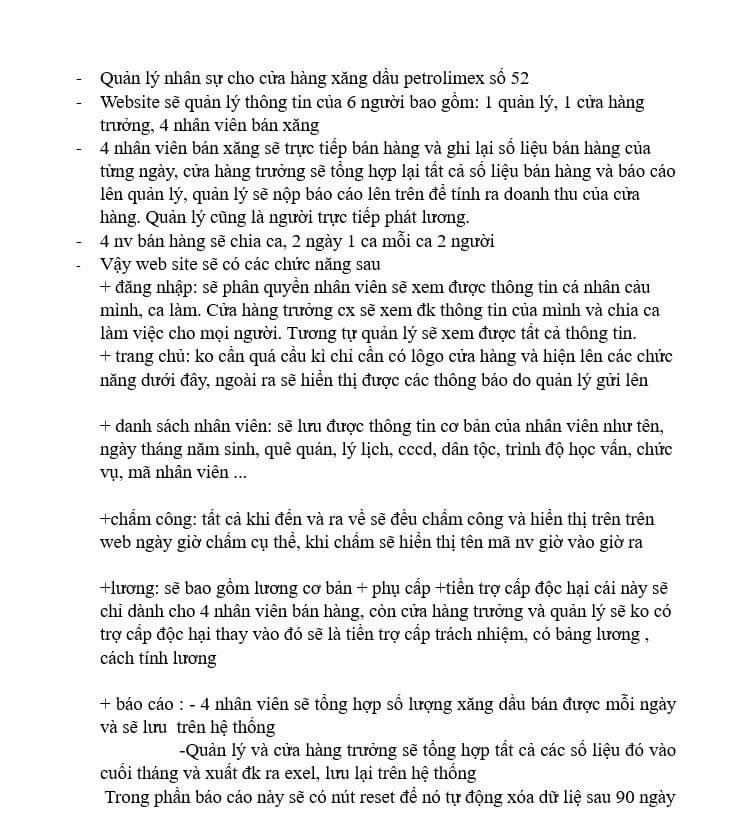 - Quản lý nhân sự cho cửa hàng xăng dầu petrolimex số 52
- Website sẽ quản lý thông tin của 6 người bao gồm: 1 quản lý, 1 cửa hàng
trưởng, 4 nhân viên bán xăng
- 4 nhân viên bán xăng sẽ trực tiếp bán hàng và ghi lại số liệu bán hàng của
từng ngày, cửa hàng trưởng sẽ tổng hợp lại tất cả số liệu bán hàng và báo cáo
lên quản lý, quản lý sẽ nộp báo cáo lên trên để tính ra doanh thu của cửa
hàng. Quản lý cũng là người trực tiếp phát lương.
- 4 nv bán hàng sẽ chia ca, 2 ngày 1 ca mỗi ca 2 người
- Vậy web site sẽ có các chức năng sau
+ đăng nhập: sẽ phân quyền nhân viên sẽ xem được thông tin cá nhân cảu
mình, ca làm. Cửa hàng trưởng cx sẽ xem đk thông tin của mình và chia ca
làm việc cho mọi người. Tương tự quản lý sẽ xem được tất cả thông tin.
+ trang chủ: ko cần quá cầu kì chỉ cần có lôgo cửa hàng và hiện lên các chức
năng dưới đây, ngoài ra sẽ hiển thị được các thông báo do quản lý gửi lên
+ danh sách nhân viên: sẽ lưu được thông tin cơ bản của nhân viên như tên,
ngày tháng năm sinh, quê quán, lý lịch, cccd, dân tộc, trình độ học vấn, chức
vụ, mã nhân viên ...
+chấm công: tất cả khi đến và ra về sẽ đều chấm công và hiển thị trên trên
web ngày giờ chấm cụ thể, khi chấm sẽ hiển thị tên mã nv giờ vào giờ ra
+lương: sẽ bao gồm lương cơ bản + phụ cấp +tiền trợ cấp độc hại cái này sẽ
chỉ dành cho 4 nhân viên bán hàng, còn cửa hàng trưởng và quản lý sẽ ko có
trợ cấp độc hại thay vào đó sẽ là tiền trợ cấp trách nhiệm, có bảng lương ,
cách tính lương
+ báo cáo : - 4 nhân viên sẽ tổng hợp số lượng xăng dầu bán được mỗi ngày
và sẽ lưu  trên hệ thống
-Quản lý và cửa hàng trưởng sẽ tổng hợp tất cả các số liệu đó vào
cuối tháng và xuất đk ra exel, lưu lại trên hệ thống
Trong phần báo cáo này sẽ có nút reset để nó tự động xóa dữ liệ sau 90 ngày